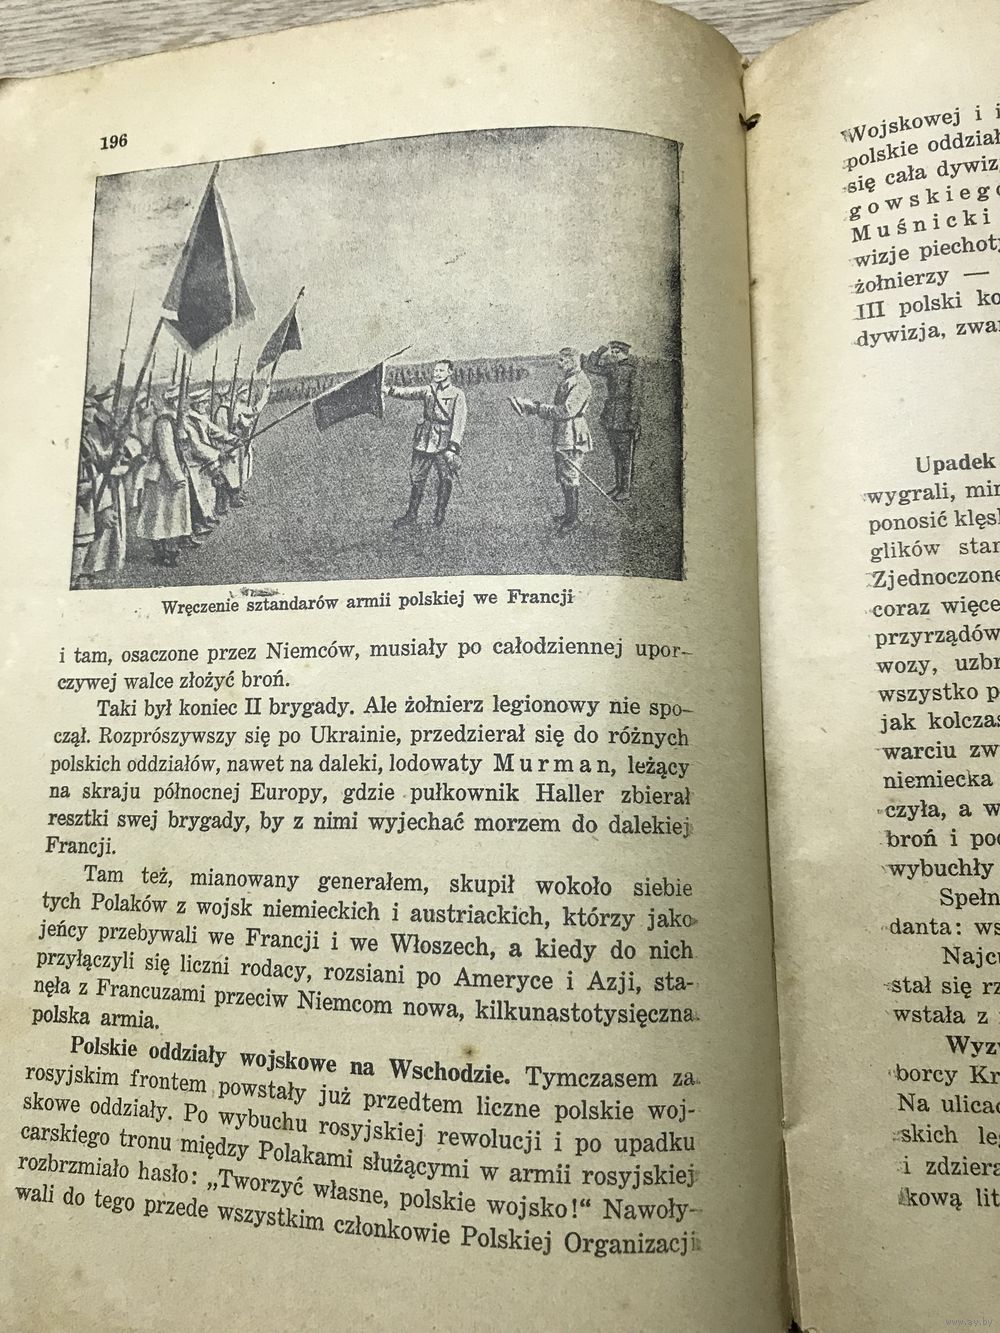 196
Wręczenie sztandarów armii polskiej we Francji
i tam, osaczone przez Niemców, musiały po całodziennej upor-
czywej walce złożyć broń.
Taki był koniec II brygady. Ale żołnierz legionowy nie spo-
czął. Rozprószywszy się po Ukrainie, przedzierał się do różnych
polskich oddziałów, nawet na daleki, lodowaty Murman, leżący
na skraju północnej Europy, gdzie pułkownik Haller zbierał
resztki swej brygady, by z nimi wyjechać morzem do dalekiej
Francji.
Tam też, mianowany generałem, skupił wokoło siebie
tych Polaków z wojsk niemieckich i austriackich, którzy jako
jeńcy przebywali we Francji i we Włoszech, a kiedy do nich
przyłączyli się liczni rodacy, rozsiani po Ameryce i Azji, sta-
nęła z Francuzami przeciw Niemcom nowa, kilkunastotysięczna
polska armia.
Polskie oddziały wojskowe na Wschodzie. Tymczasem za
rosyjskim frontem powstały już przedtem liczne polskie woj-
skowe oddziały. Po wybuchu rosyjskiej rewolucji i po upadku
carskiego tronu między Polakami służącymi w armii rosyjskiej
rozbrzmiało hasło: „Tworzyć własne, polskie wojsko!“ Nawoły-
wali do tego przede wszystkim członkowie Polskiej Organizacji
Wojskowej i
polskie oddział
się cała dywiz
gowskieg
Muśnicki
wizje piechot
żołnierzy —
III polski ko
dywizja, zwa
Upadek
wygrali, mi
ponosić klęs
glików sta
Zjednoczone
coraz więce
przyrządów
wozy, uzb
wszystko p
jak kolcza
warciu zw
niemiecka
czyła, a w
broń i po
wybuchły
Spełn
danta: ws
Najc
stał się rz
wstała z
Wyz
borcy Kr
Na ulicac
skich le
i zdziera
kową lit
www.ay.by